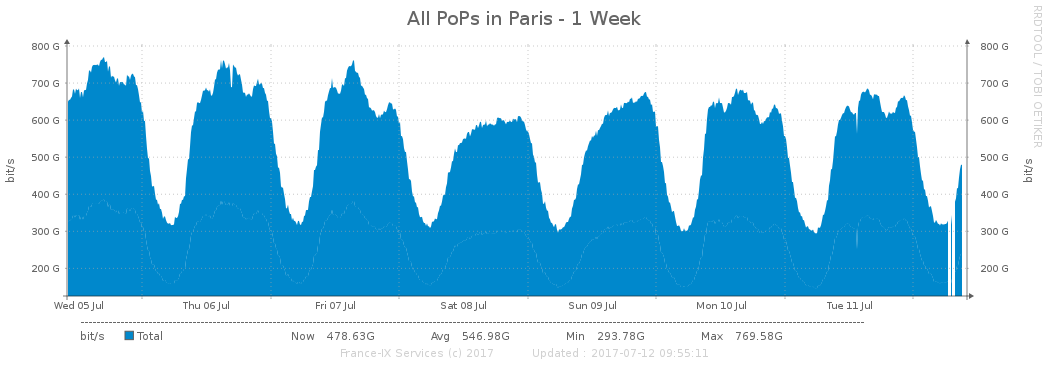 All PoPs in Paris - 1 Week
RRDTOOL / TOBI OETIKER
bit/s
800 G 800 G
700 G 700 G
600 G 600 G
500 G 500 G
400 G 400 G
300 G 300 G
200 G 200 G
bit/s
Wed 05 Jul Thu 06 Jul Fri 07 Jul Sat 08 Jul Sun 09 Jul Mon 10 Jul Tue 11 Jul
bit/s Total Now 478.63G Avg 546.98G Min 293.78G Max 769.58G
France-IX Services (c) 2017 Updated : 2017-07-12 09:55:11